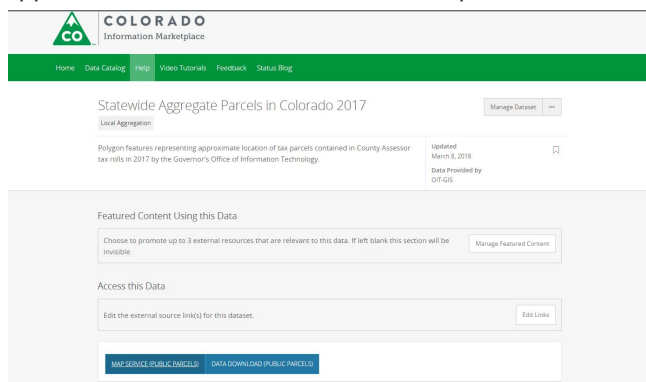 COLORADO
Information Marketplace
CO
Home Data Catalog Help Video Tutorials Feedback Status Blog
Statewide Aggregate Parcels in Colorado 2017
Manage Dataset ...
Local Aggregation
Polygon features representing approximate location of tax parcels contained in County Assessor
tax rolls in 2017 by the Governor's Office of Information Technology.
Updated
March 8, 2018
Data Provided by
OIT-GIS
Featured Content Using this Data
Choose to promote up to 3 external resources that are relevant to this data. If left blank this section will be
invisible.
Manage Featured Content
Access this Data
Edit the external source link(s) for this dataset.
Edit Links
MAP SERVICE (PUBLIC PARCELS) DATA DOWNLOAD (PUBLIC PARCELS)